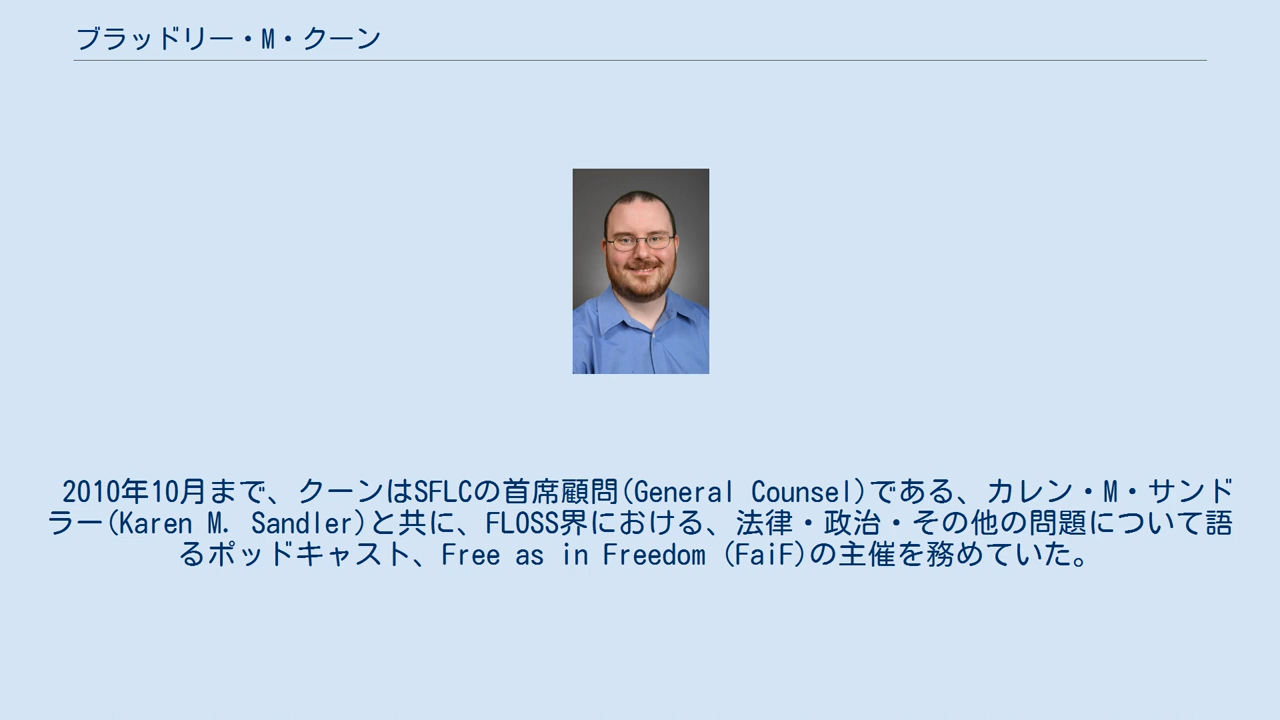 ブラッドリー・M・クーン
2010年10月まで、クーンはSFLCの首席顧問(General Counsel)である、カレン・M・サンド
ラー(Karen M. Sandler)と共に、FLOSS界における、法律・政治・その他の問題について語
るポッドキャスト、Free as in Freedom (FaiF)の主催を務めていた。